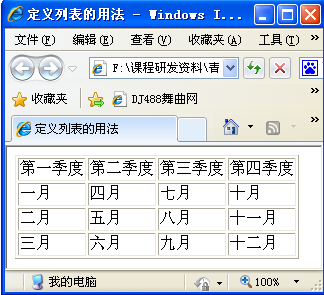 定义列表的用法 - Windows I...
文件(F) 编辑(E) 查看(V) 收藏夹(A) 工具(T) »
F:\课程研发资料\青
收藏夹 DJ488舞曲网 »
定义列表的用法 »
第一季度 第二季度 第三季度 第四季度
一月 四月 七月 十月
二月 五月 八月 十一月
三月 六月 九月 十二月
我的电脑 100%